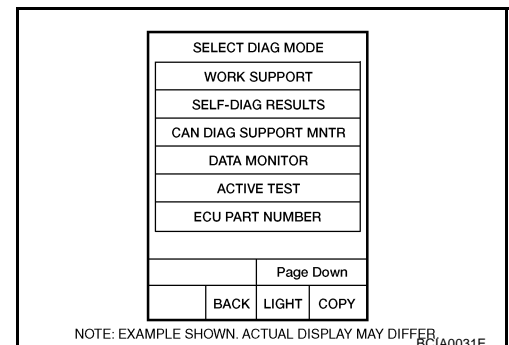 SELECT DIAG MODE
WORK SUPPORT
SELF-DIAG RESULTS
CAN DIAG SUPPORT MNTR
DATA MONITOR
ACTIVE TEST
ECU PART NUMBER
Page Down
BACK LIGHT COPY
NOTE: EXAMPLE SHOWN. ACTUAL DISPLAY MAY DIFFER.
BCIA0031E